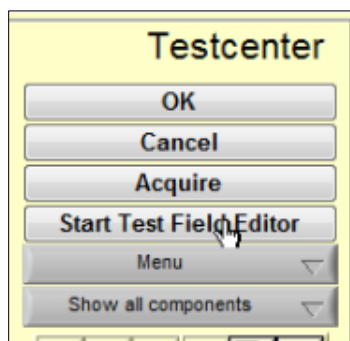 Testcenter
OK
Cancel
Acquire
Start Test Field Editor
Menu
Show all components